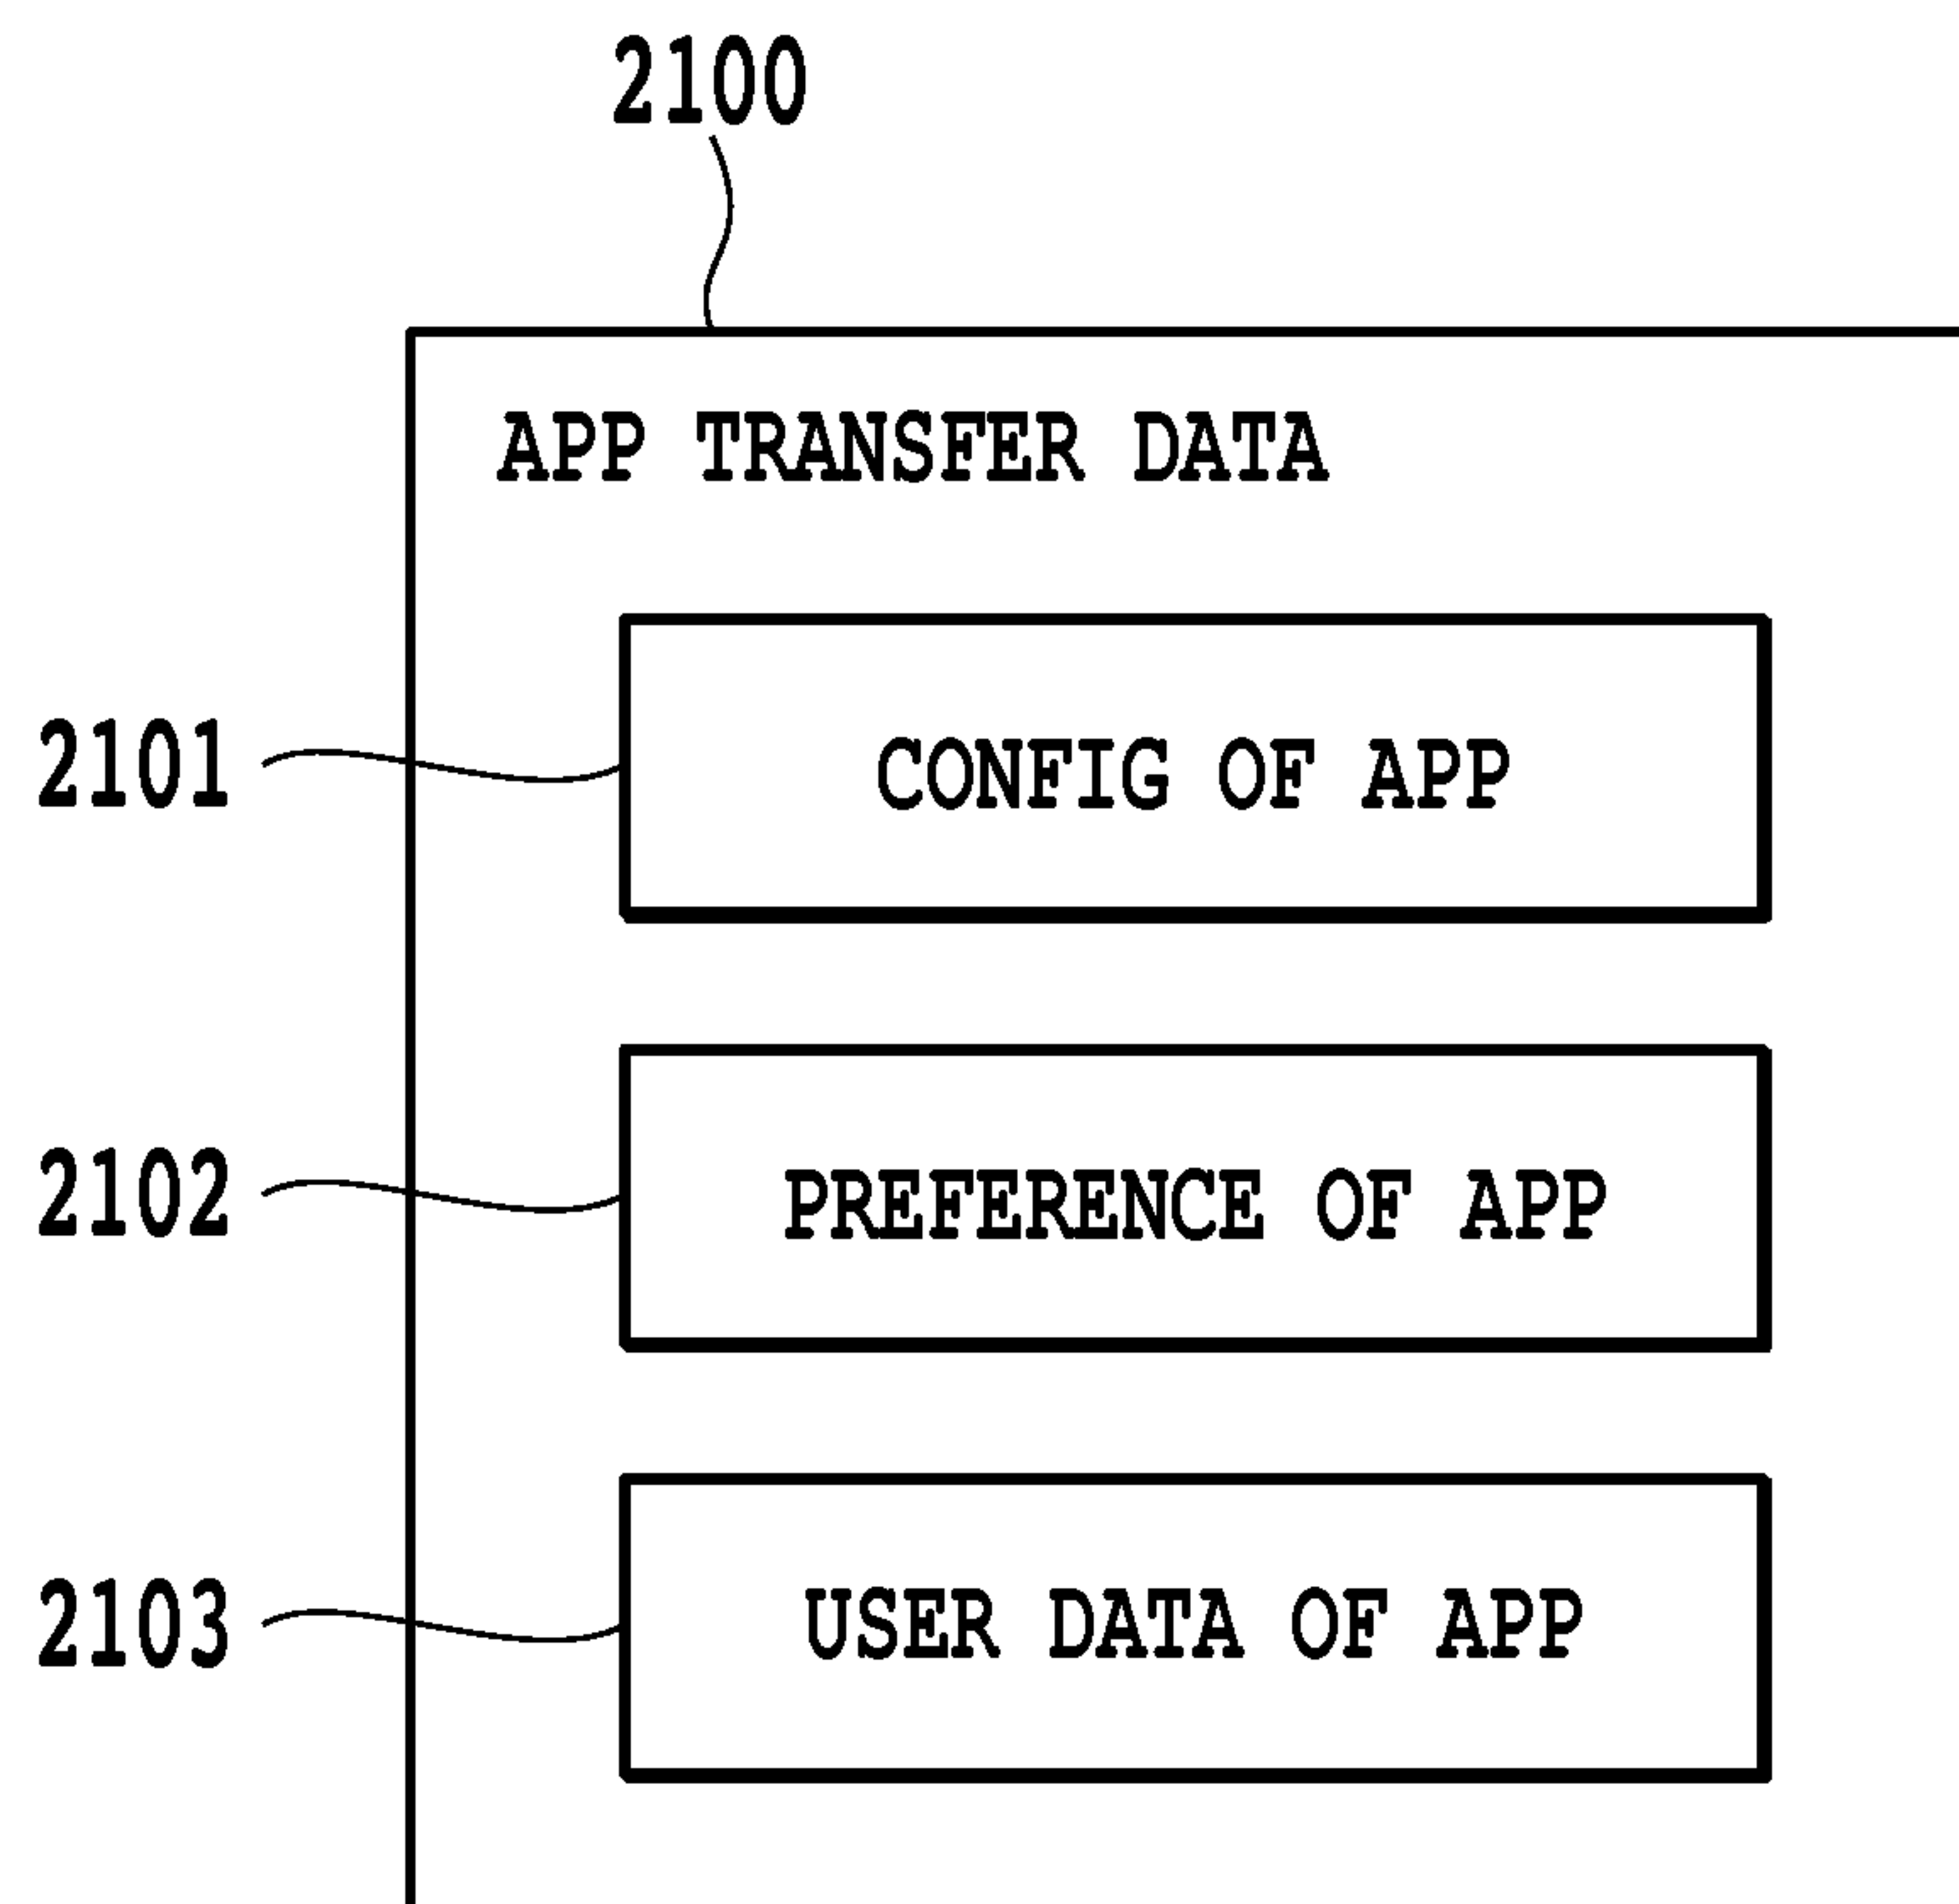 2100
APP TRANSFER DATA
2101
CONFIG OF APP
2102
PREFERENCE OF APP
2103
USER DATA OF APP